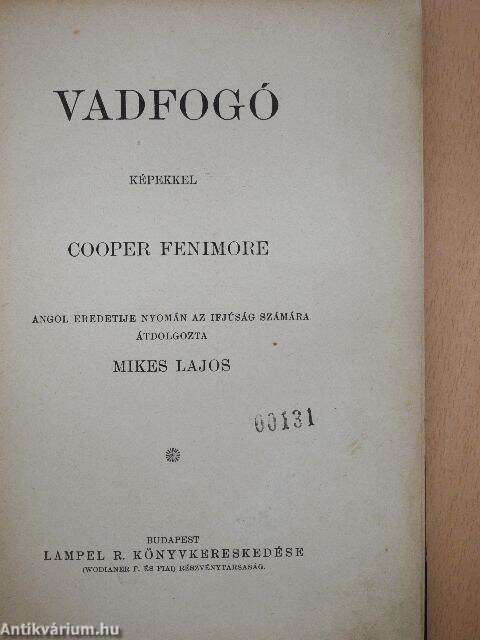 VADFOGÓ
KÉPEKKEL
COOPER FENIMORE
ANGOL EREDETIJE NYOMÁN AZ IFJÚSÁG SZÁMÁRA
ÁTDOLGOZTA
MIKES LAJOS
00131
BUDAPEST
LAMPEL R. KÖNYVKERESKEDÉSE
(WODIANER F. ÉS FIAI) RÉSZVÉNYTÁRSASÁG.
Antikvárium.hu